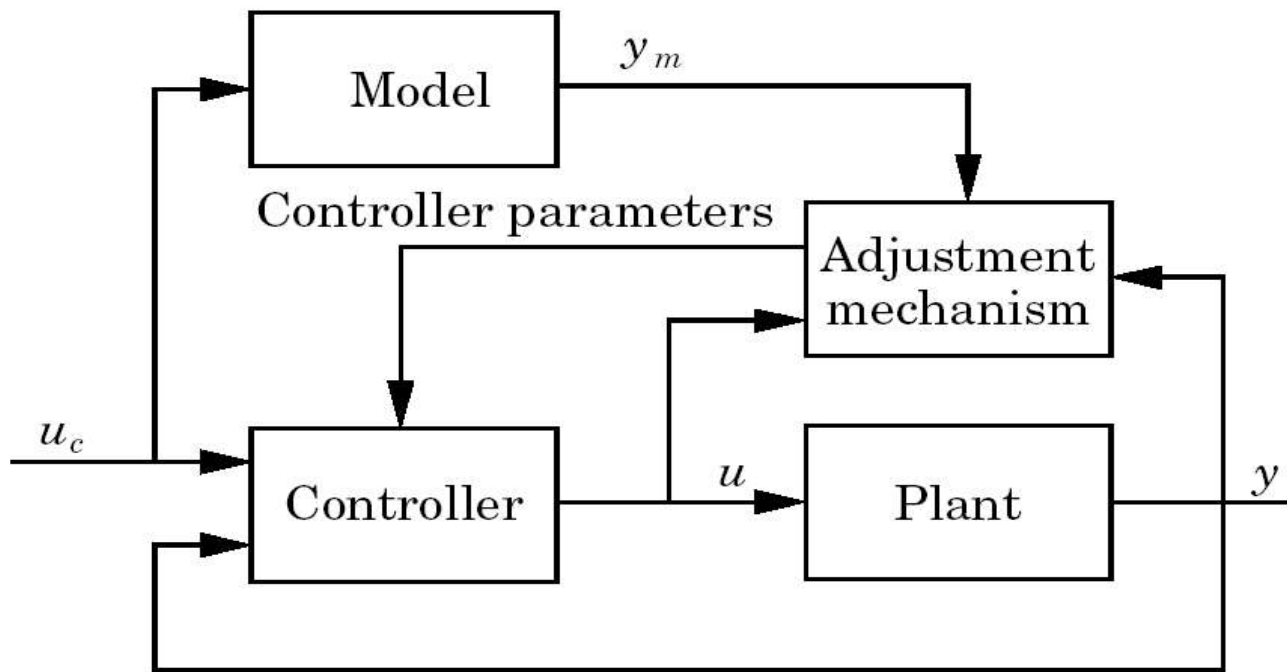 Model
y_m
Controller parameters
Adjustment
mechanism
u_c
Controller
u
Plant
y